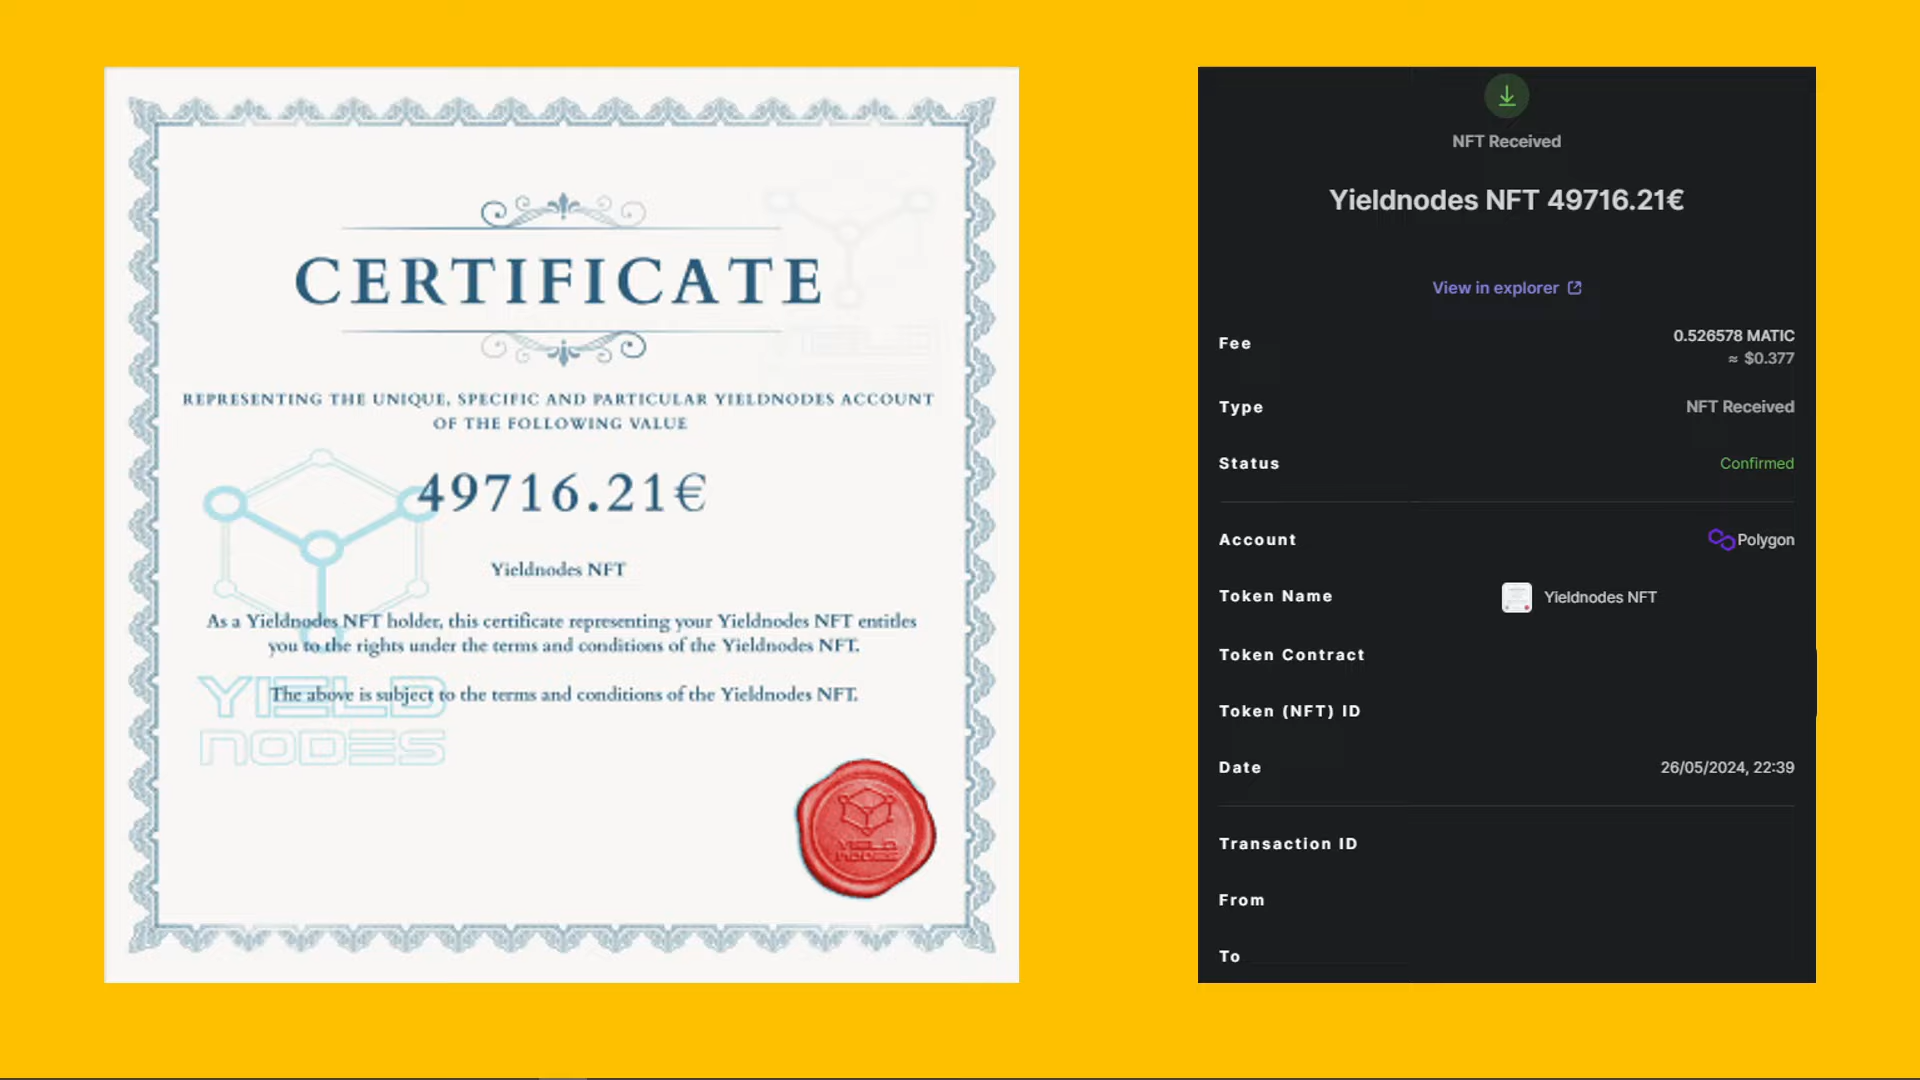 CERTIFICATE
REPRESENTING THE UNIQUE, SPECIFIC AND PARTICULAR YIELDNODES ACCOUNT
OF THE FOLLOWING VALUE
49716.21€
Yieldnodes NFT
As a Yieldnodes NFT holder, this certificate representing your Yieldnodes NFT entitles
you to the rights under the terms and conditions of the Yieldnodes NFT.
The above is subject to the terms and conditions of the Yieldnodes NFT.
YIELD
NODES
YIELD
NODES
NFT Received
Yieldnodes NFT 49716.21€
View in explorer
Fee
0.526578 MATIC
≈ $0.377
Type NFT Received
Status Confirmed
Account Polygon
Token Name Yieldnodes NFT
Token Contract
Token (NFT) ID
Date 26/05/2024, 22:39
Transaction ID
From
To